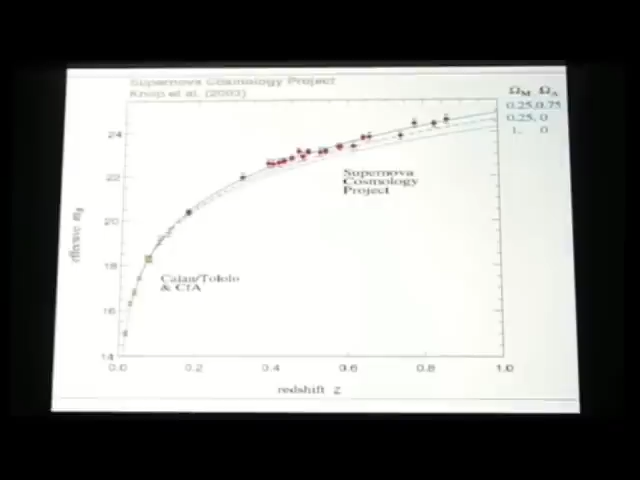 Supernova Cosmology Project
Knop et al. (2003)
Ω_M Ω_Λ
0.25,0.75
0.25, 0
1. 0
24
22
20
18
16
14
effective m_B
Supernova
Cosmology
Project
Calan/Tololo
& CfA
0.0 0.2 0.4 0.6 0.8 1.0
redshift z